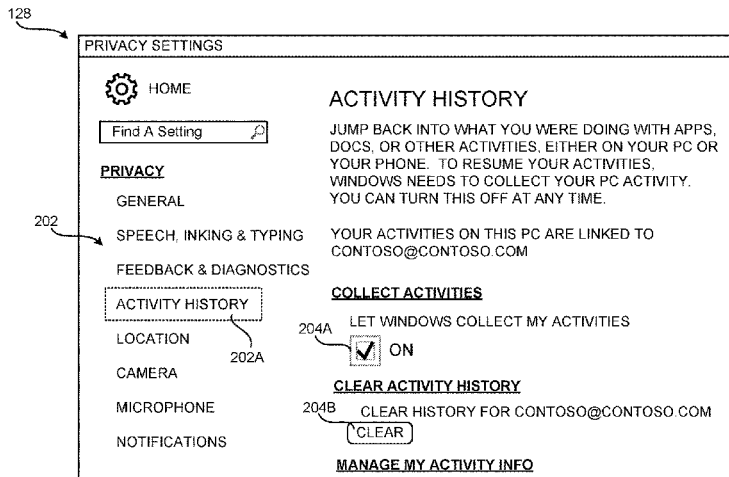 128
PRIVACY SETTINGS
HOME
Find A Setting
PRIVACY
GENERAL
202
SPEECH, INKING & TYPING
FEEDBACK & DIAGNOSTICS
ACTIVITY HISTORY
202A
LOCATION
CAMERA
MICROPHONE
NOTIFICATIONS
ACTIVITY HISTORY
JUMP BACK INTO WHAT YOU WERE DOING WITH APPS,
DOCS, OR OTHER ACTIVITIES, EITHER ON YOUR PC OR
YOUR PHONE. TO RESUME YOUR ACTIVITIES,
WINDOWS NEEDS TO COLLECT YOUR PC ACTIVITY.
YOU CAN TURN THIS OFF AT ANY TIME.
YOUR ACTIVITIES ON THIS PC ARE LINKED TO
CONTOSO@CONTOSO.COM
COLLECT ACTIVITIES
LET WINDOWS COLLECT MY ACTIVITIES
204A
ON
CLEAR ACTIVITY HISTORY
204B
CLEAR HISTORY FOR CONTOSO@CONTOSO.COM
CLEAR
MANAGE MY ACTIVITY INFO